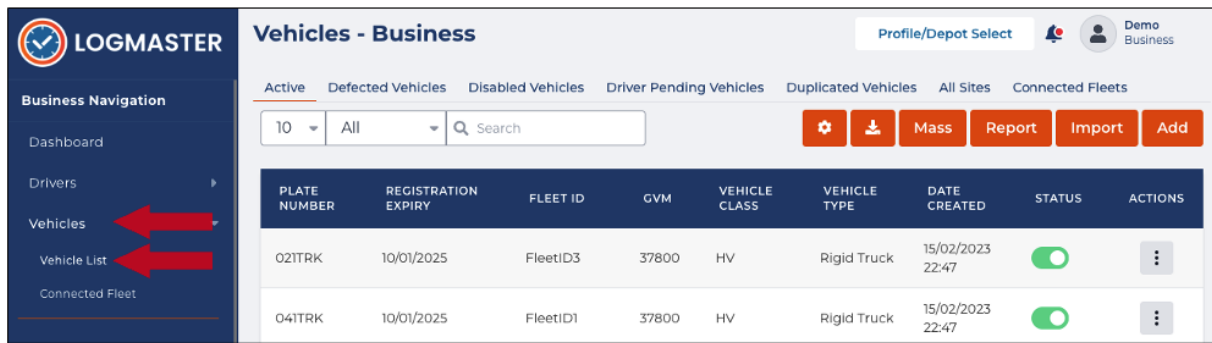 LOGMASTER
Business Navigation
Dashboard
Drivers
Vehicles
Vehicle List
Connected Fleet
Vehicles - Business
Profile/Depot Select
Demo
Business
Active Defected Vehicles Disabled Vehicles Driver Pending Vehicles Duplicated Vehicles All Sites Connected Fleets
10 All Search Mass Report Import Add
PLATE NUMBER REGISTRATION EXPIRY FLEET ID GVM VEHICLE CLASS VEHICLE TYPE DATE CREATED STATUS ACTIONS
021TRK 10/01/2025 FleetID3 37800 HV Rigid Truck 15/02/2023 22:47
041TRK 10/01/2025 FleetID1 37800 HV Rigid Truck 15/02/2023 22:47